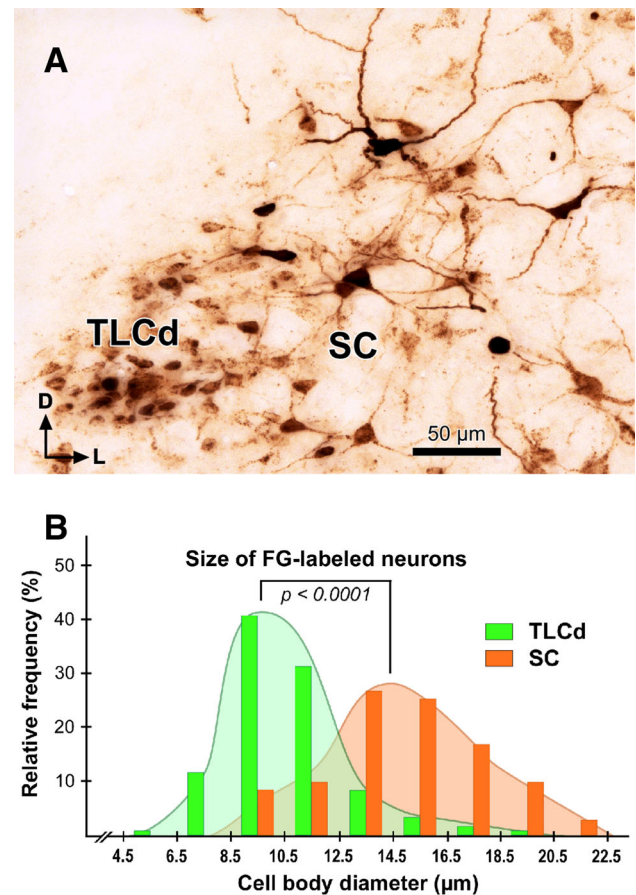 A
TLCd
SC
D
L
50 µm
B
Size of FG-labeled neurons
p < 0.0001
TLCd
SC
Relative frequency (%)
50
40
30
20
10
4.5 6.5 8.5 10.5 12.5 14.5 16.5 18.5 20.5 22.5
Cell body diameter (µm)